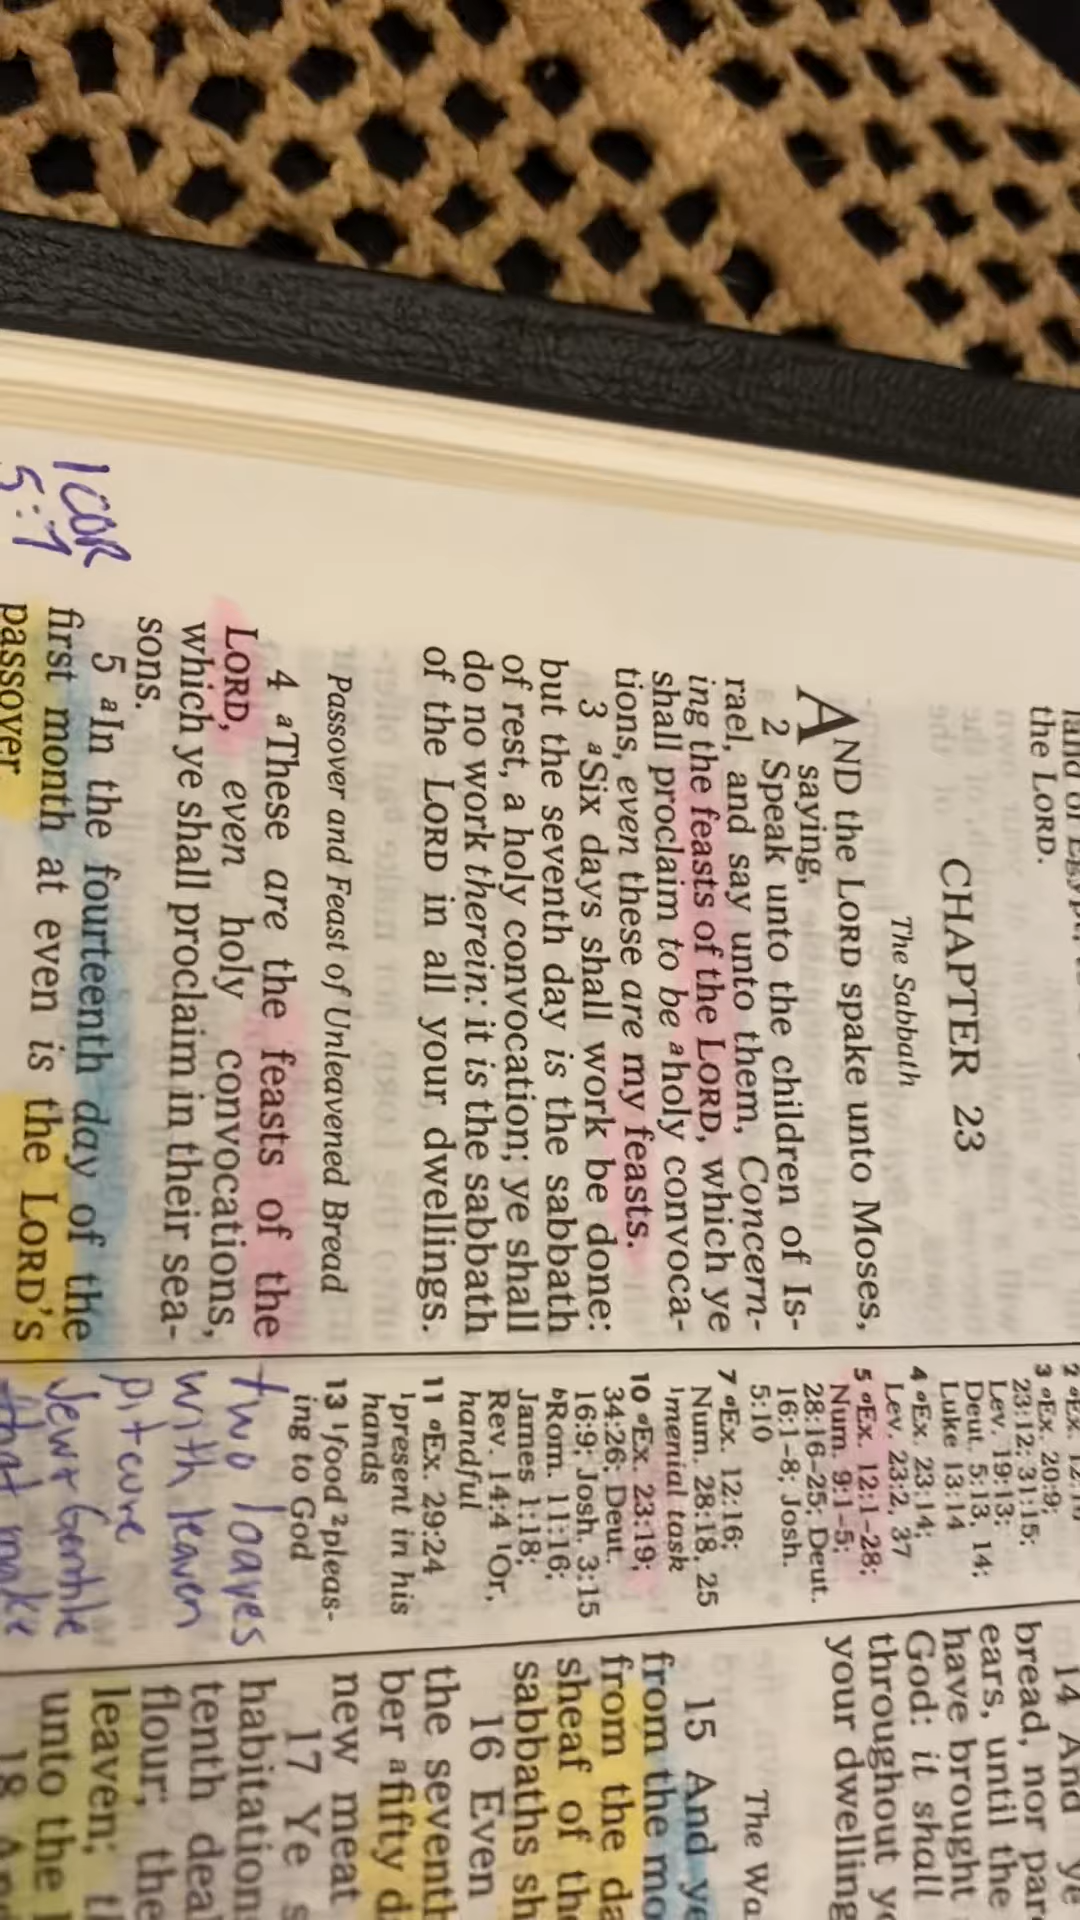 the LORD.
CHAPTER 23
The Sabbath
AND the LORD spake unto Moses,
saying,
2 Speak unto the children of Is-
rael, and say unto them, Concern-
ing the feasts of the LORD, which ye
shall proclaim to be ᵃholy convoca-
tions, even these are my feasts.
3 ᵃSix days shall work be done:
but the seventh day is the sabbath
of rest, a holy convocation; ye shall
do no work therein: it is the sabbath
of the LORD in all your dwellings.
Passover and Feast of Unleavened Bread
4 ᵃThese are the feasts of the
LORD, even holy convocations,
which ye shall proclaim in their sea-
sons.
5 ᵃIn the fourteenth day of the
first month at even is the LORD'S
passover
1 COR
5:7
3 ᵃEx. 20:9;
23:12; 31:15;
Lev. 19:13;
Deut. 5:13, 14;
Luke 13:14
4 ᵃEx. 23:14;
Lev. 23:2, 37
5 ᵃEx. 12:1–28;
Num. 9:1–5;
28:16–25; Deut.
16:1–8; Josh.
5:10
7 ᵃEx. 12:16;
Num. 28:18, 25
¹menial task
10 ᵃEx. 23:19;
34:26; Deut.
16:9; Josh. 3:15
ᵇRom. 11:16;
James 1:18;
Rev. 14:4 ¹Or,
handful
11 ᵃEx. 29:24
¹present in his
hands
13 ¹food ²pleas-
ing to God
two loaves
with leaven
pitcure
Jew + Gentile
that make
14 And ye
bread, nor par
ears, until the
have brought
God: it shall
throughout y
your dwelling
The Wa
15 And ye
from the mo
from the da
sheaf of the
sabbaths sh
16 Even
the seventh
ber ᵃfifty d
new meat
17 Ye s
habitation
tenth deal
flour; the
leaven; t
unto the
18